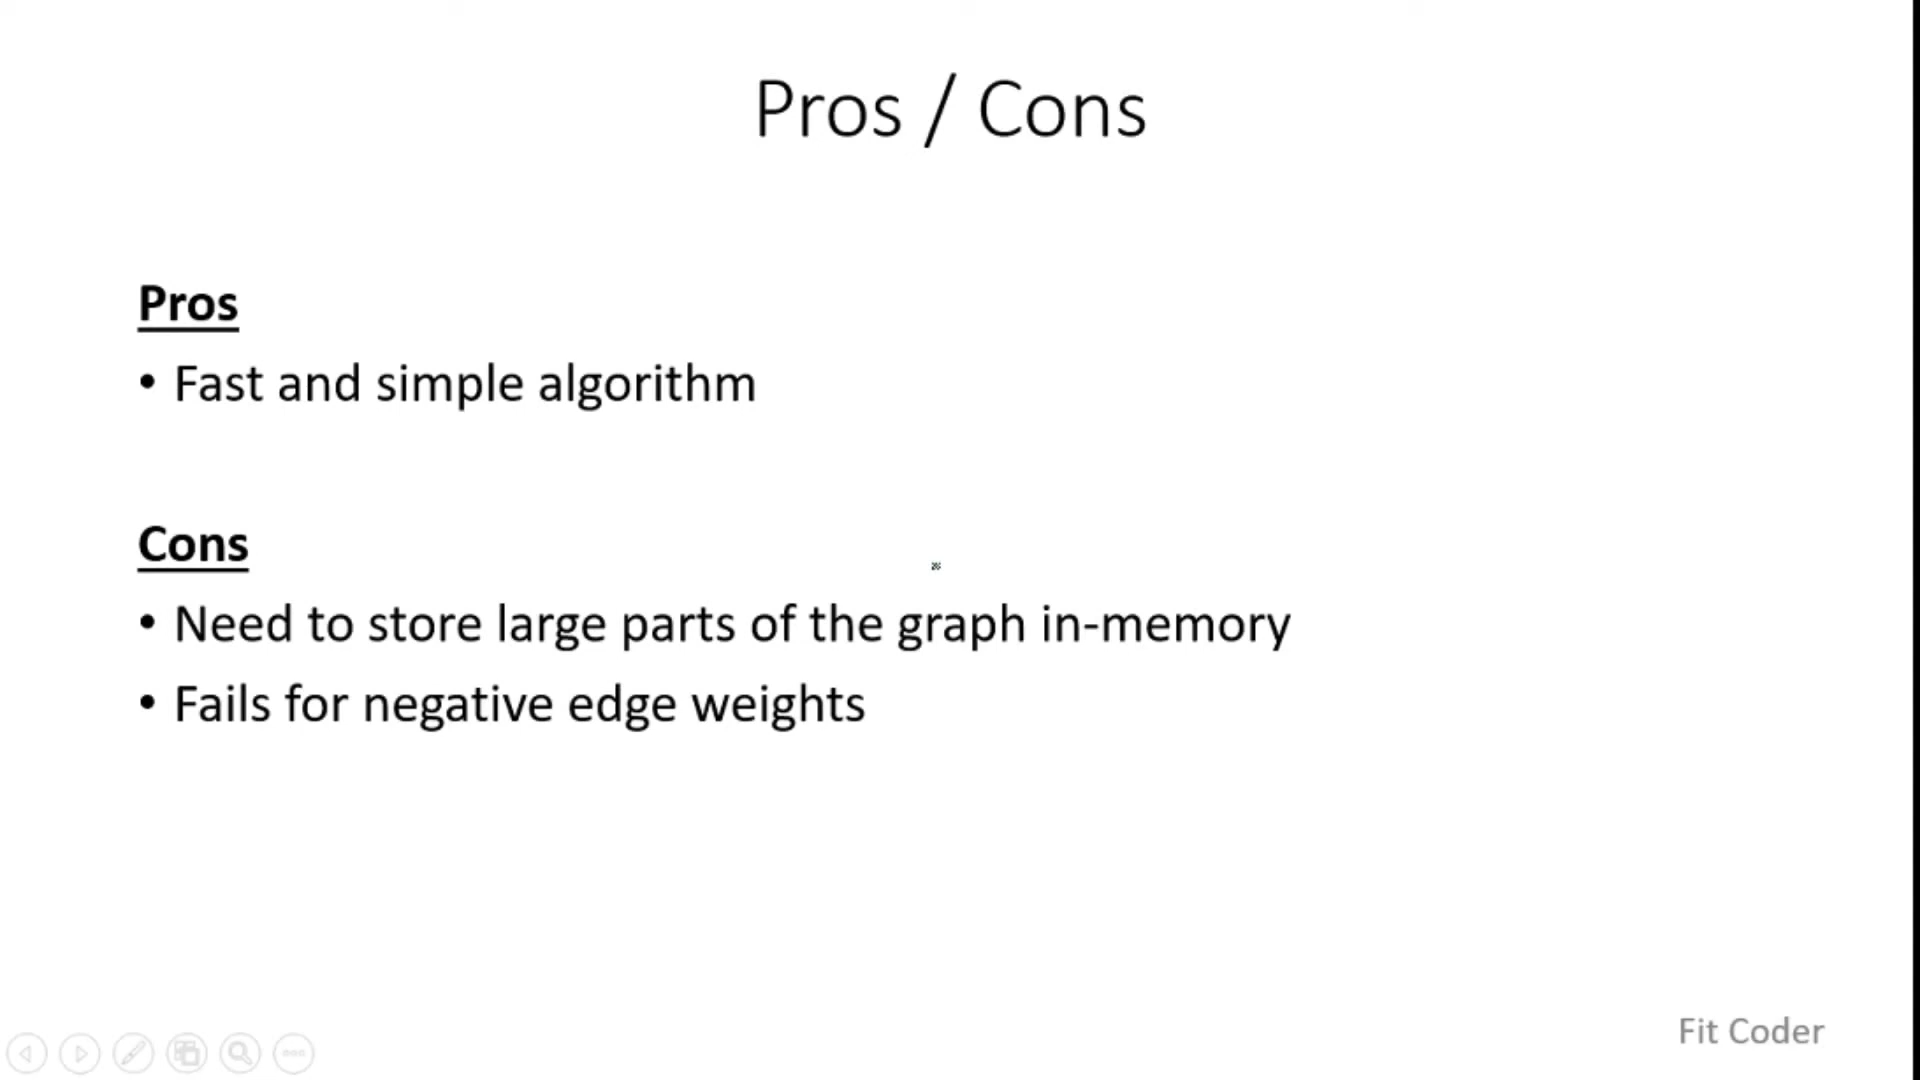 Pros / Cons
Pros
• Fast and simple algorithm
Cons
• Need to store large parts of the graph in-memory
• Fails for negative edge weights
Fit Coder